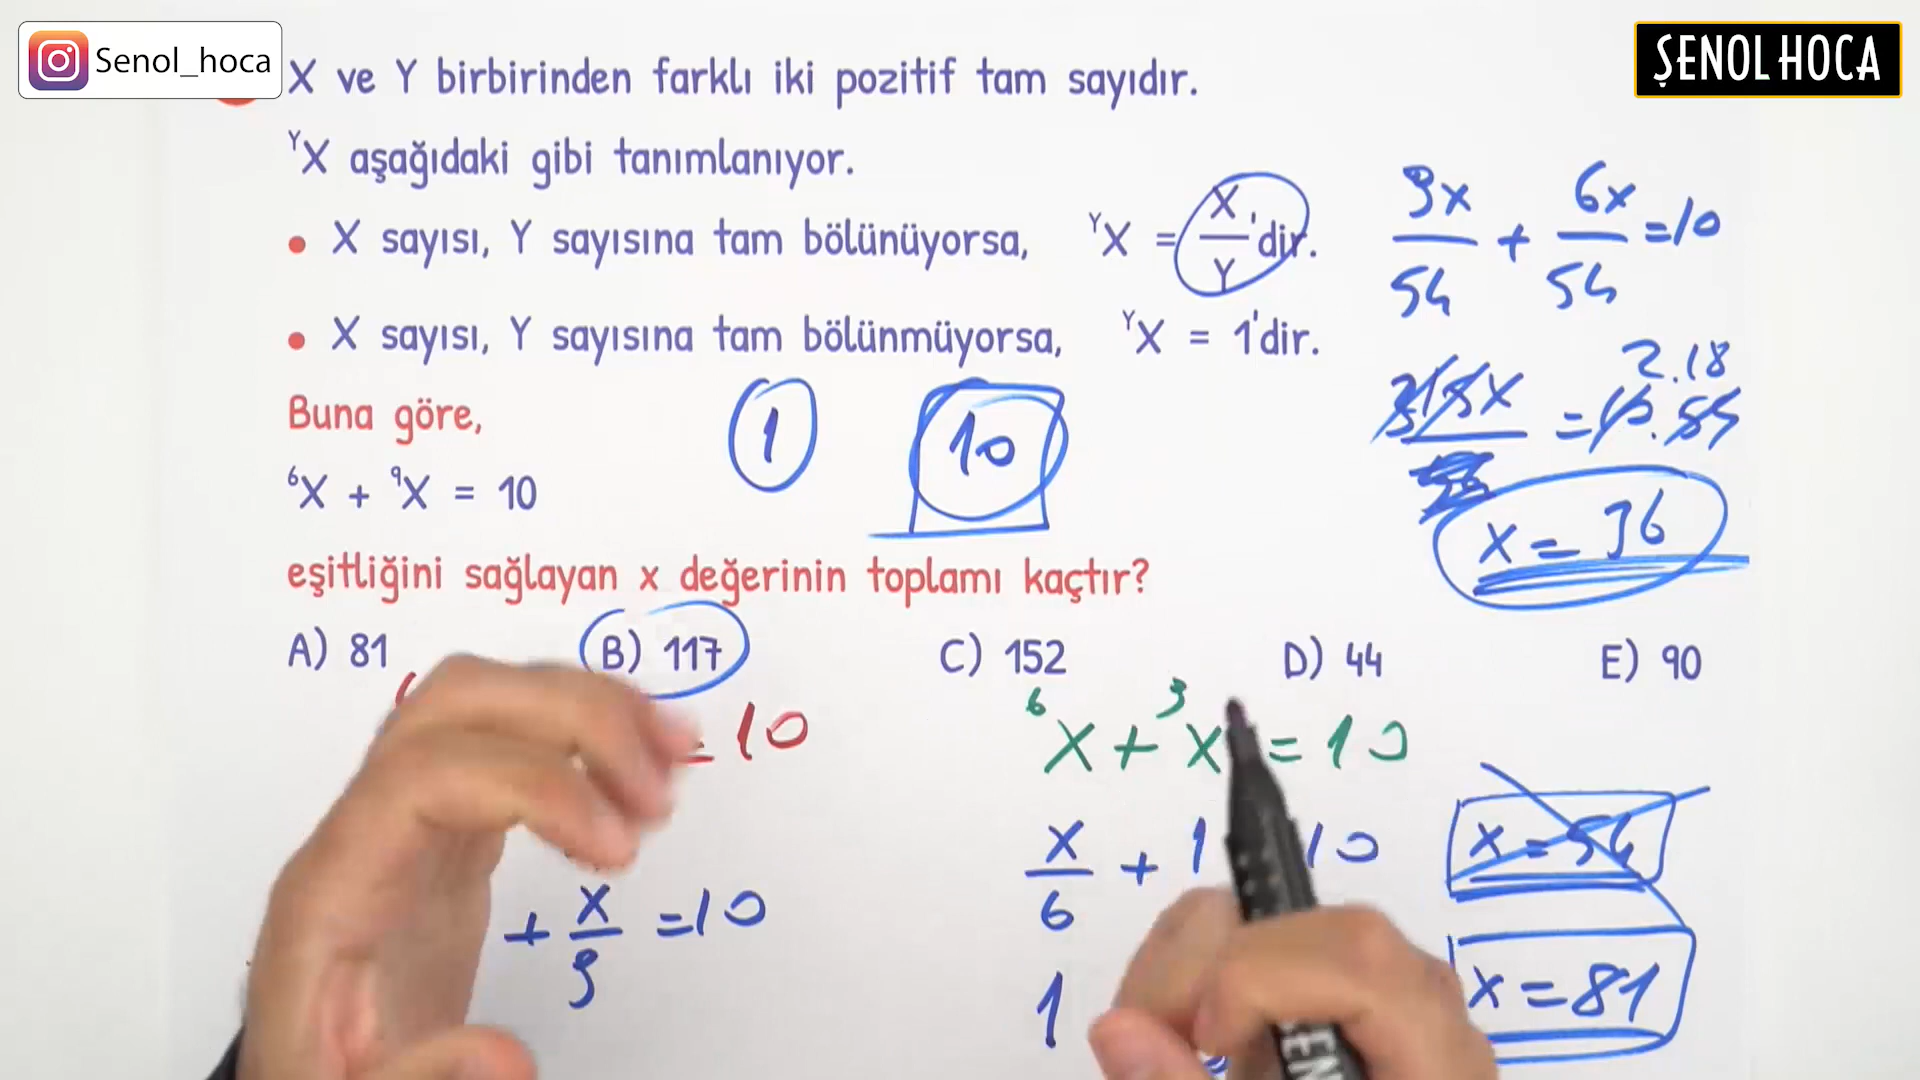 Senol_hoca
ŞENOL HOCA
X ve Y birbirinden farklı iki pozitif tam sayıdır.
ʸX aşağıdaki gibi tanımlanıyor.
• X sayısı, Y sayısına tam bölünüyorsa, ʸX = X/Y 'dir.
• X sayısı, Y sayısına tam bölünmüyorsa, ʸX = 1'dir.
Buna göre,
⁶X + ⁹X = 10
eşitliğini sağlayan x değerinin toplamı kaçtır?
A) 81 B) 117 C) 152 D) 44 E) 90
9x/54 + 6x/54 = 10
2.18
x = 36
1
10
= 10
+ x/9 = 10
⁶X + ⁹X = 10
x/6 + 1 10
1
x = 54
x = 81